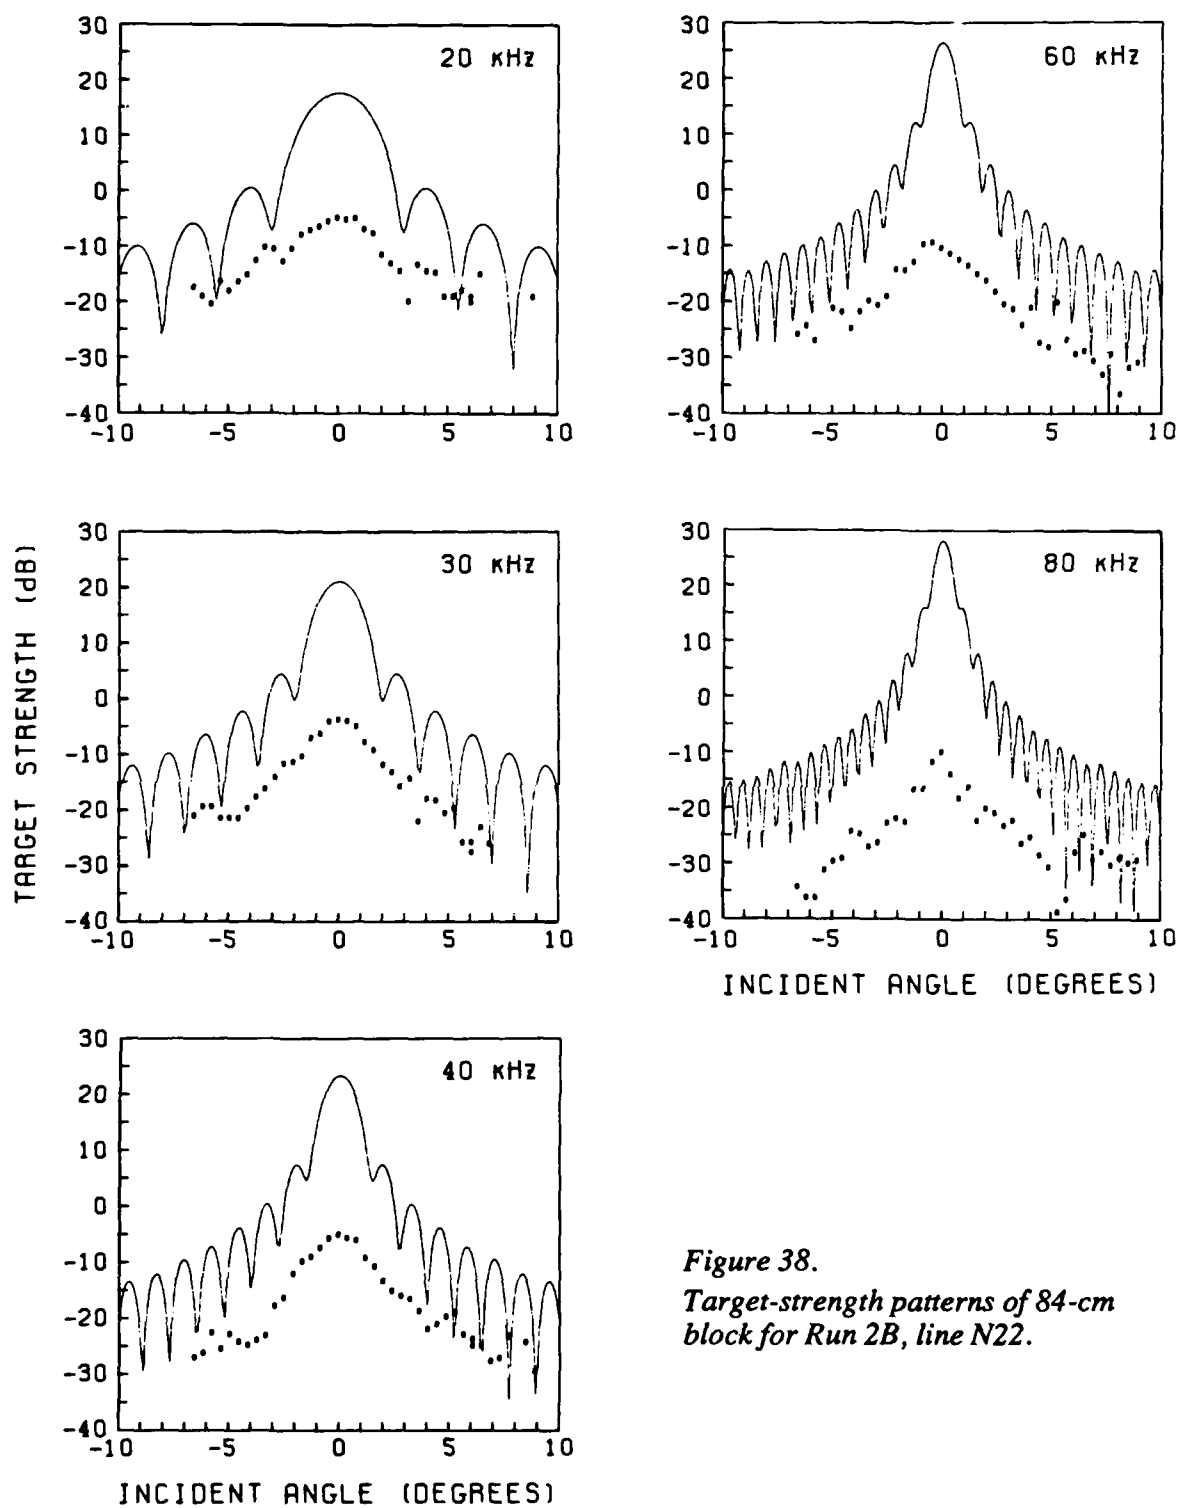 30
20
10
0
-10
-20
-30
-40
-10 -5 0 5 10
20 KHz
30
20
10
0
-10
-20
-30
-40
-10 -5 0 5 10
60 KHz
TARGET STRENGTH (dB)
30
20
10
0
-10
-20
-30
-40
-10 -5 0 5 10
30 KHz
30
20
10
0
-10
-20
-30
-40
-10 -5 0 5 10
80 KHz
INCIDENT ANGLE (DEGREES)
30
20
10
0
-10
-20
-30
-40
-10 -5 0 5 10
40 KHz
INCIDENT ANGLE (DEGREES)
Figure 38.
Target-strength patterns of 84-cm
block for Run 2B, line N22.